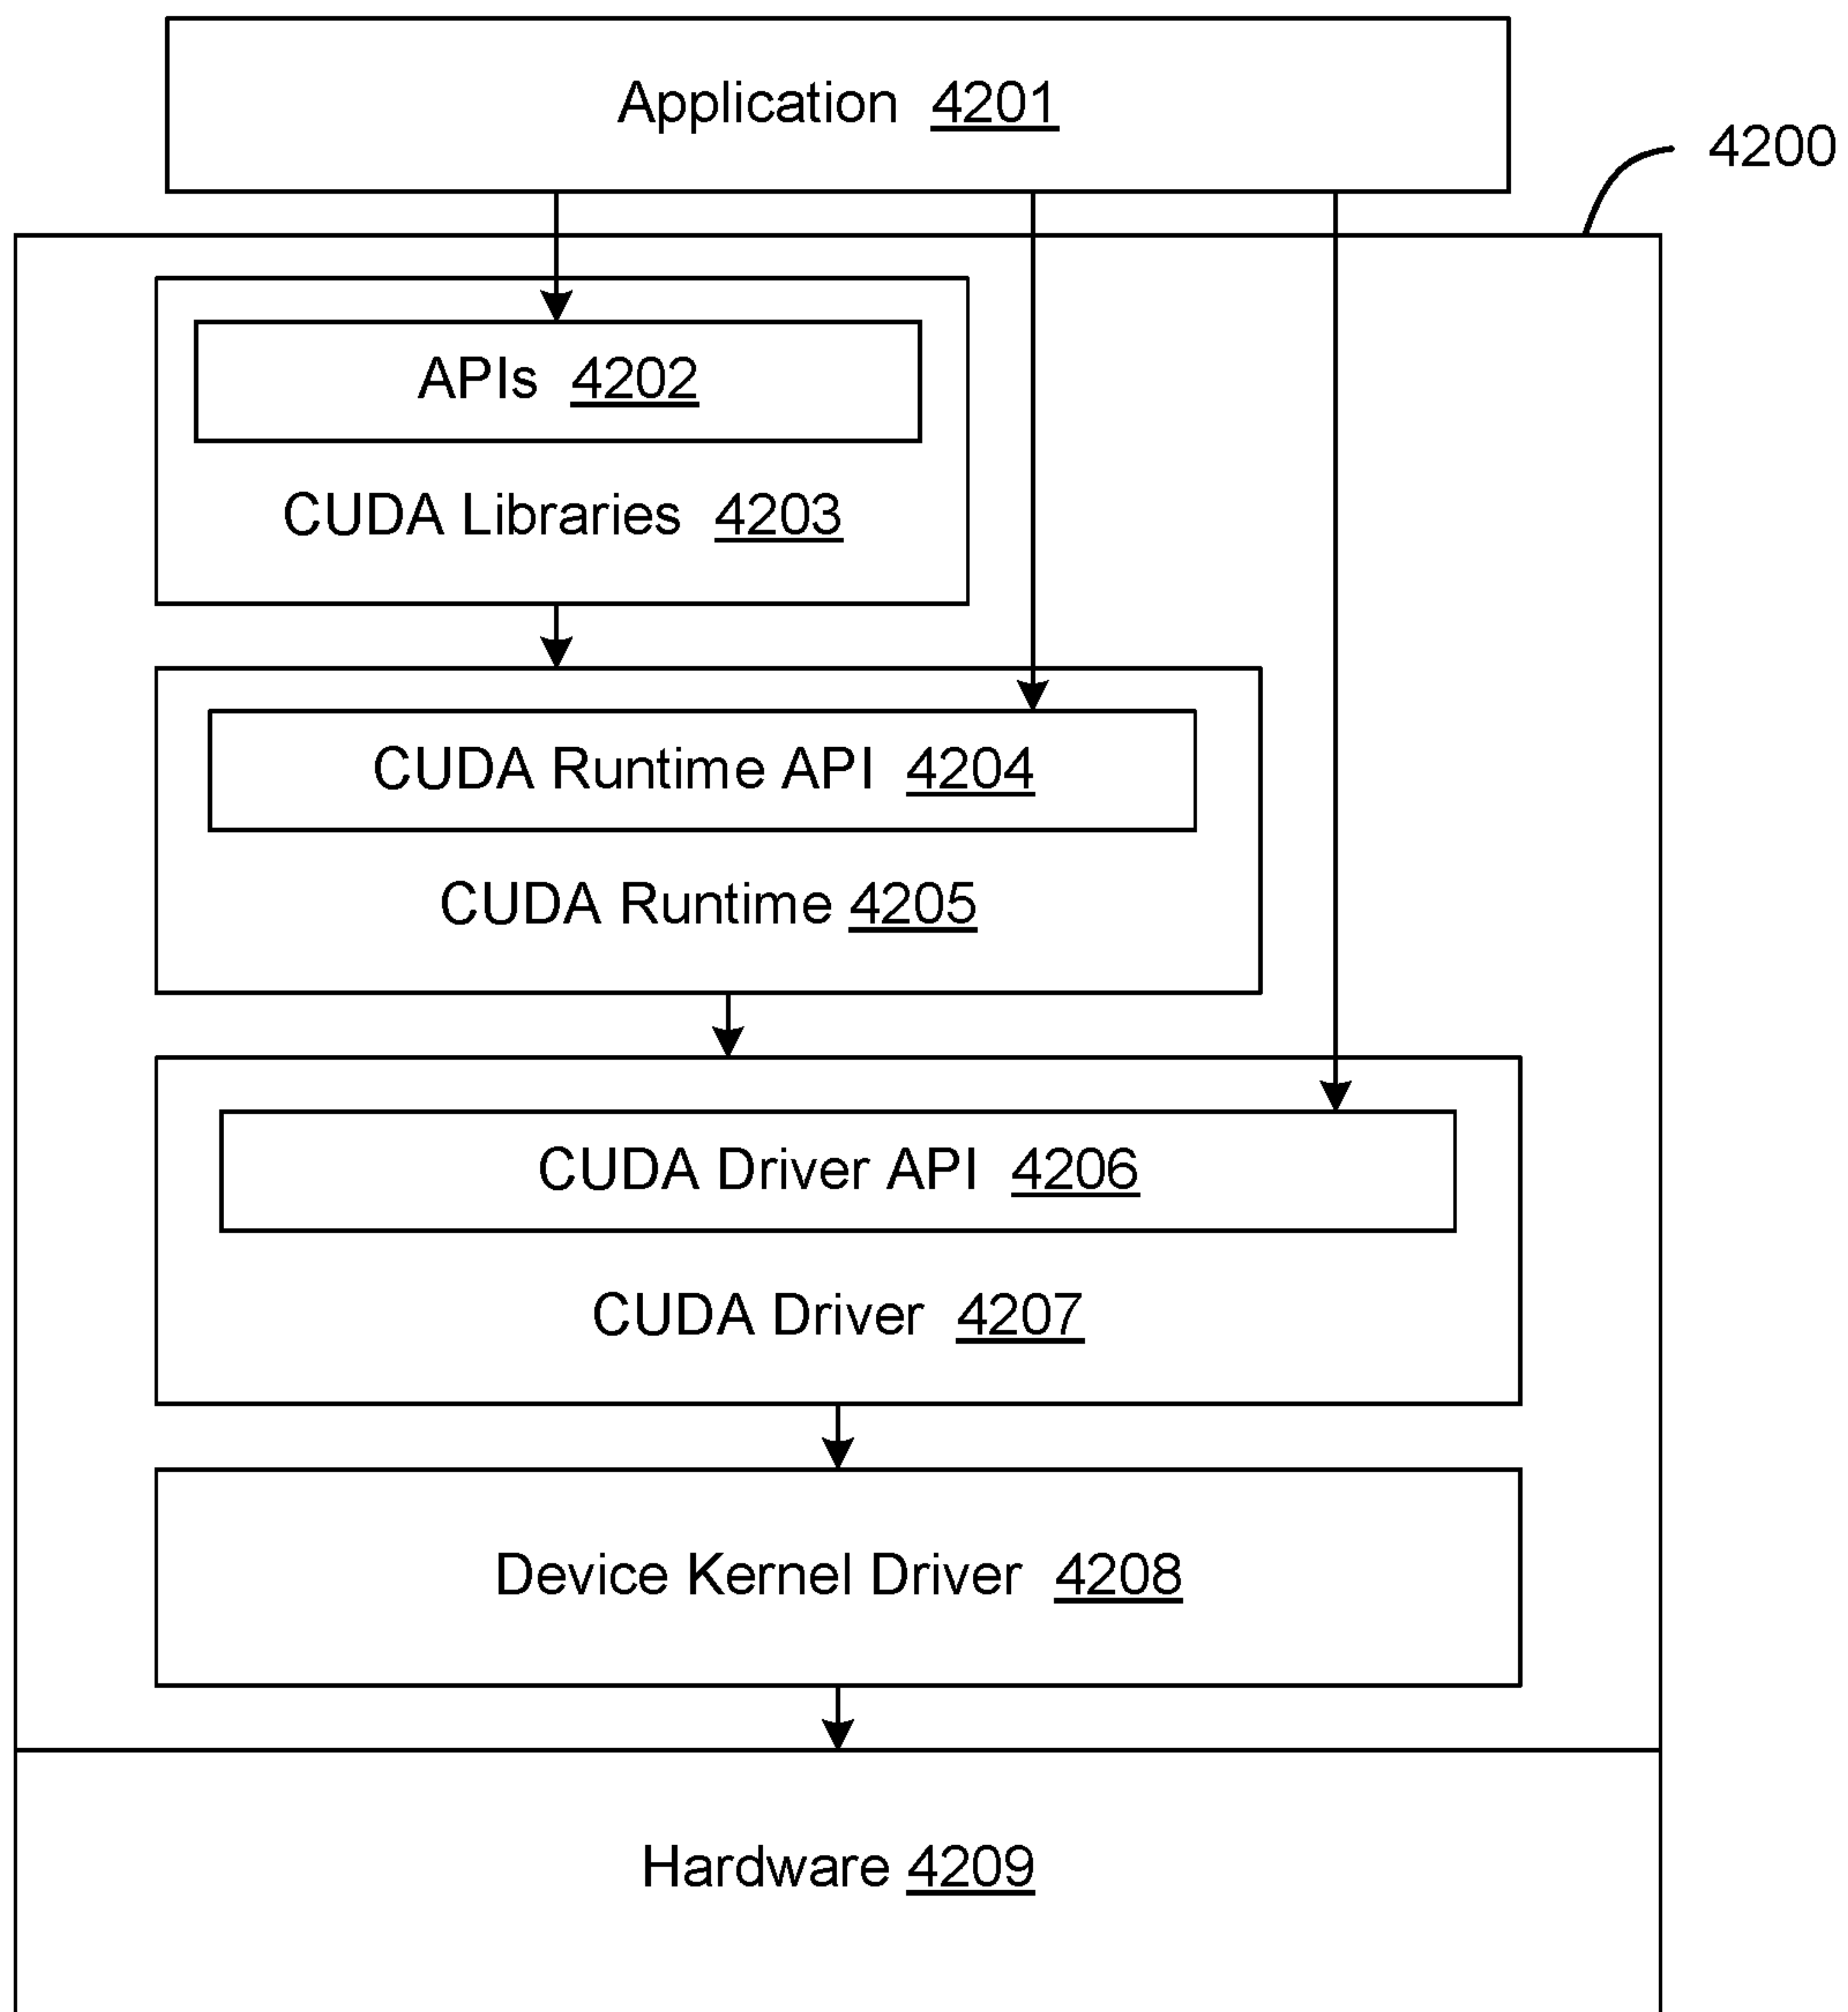 Application 4201
4200
APIs 4202
CUDA Libraries 4203
CUDA Runtime API 4204
CUDA Runtime 4205
CUDA Driver API 4206
CUDA Driver 4207
Device Kernel Driver 4208
Hardware 4209